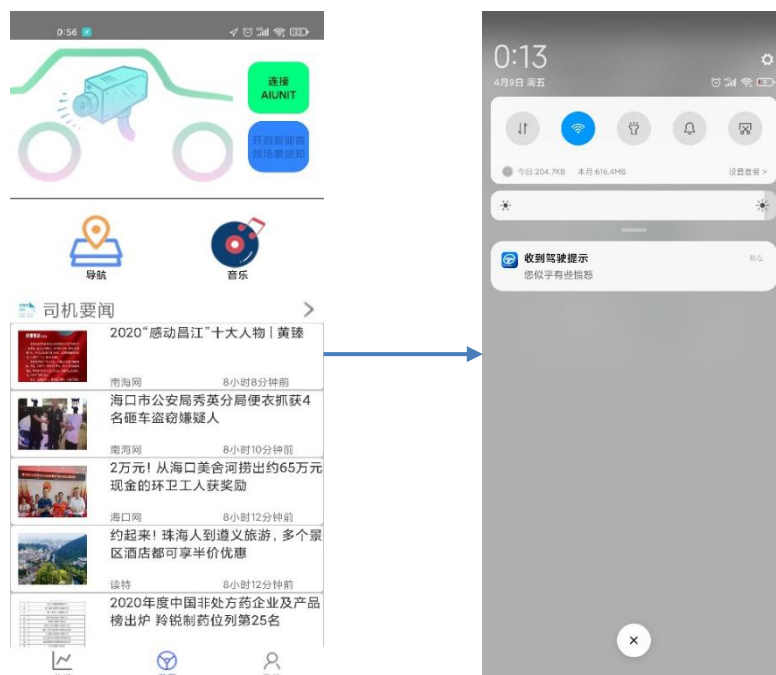 0:56
连接
AIUNIT
开启智能音
频场景感知
导航
音乐
司机要闻
2020“感动昌江”十大人物 | 黄臻
南海网 8小时8分钟前
海口市公安局秀英分局便衣抓获4
名砸车盗窃嫌疑人
南海网 8小时10分钟前
2万元! 从海口美舍河捞出约65万元
现金的环卫工人获奖励
海口网 8小时12分钟前
约起来! 珠海人到遵义旅游, 多个景
区酒店都可享半价优惠
读特 8小时12分钟前
2020年度中国非处方药企业及产品
榜出炉 羚锐制药位列第25名
0:13
4月9日 周五
今日:204.7KB 本月:616.4MB 设置套餐 >
收到驾驶提示
您似乎有些愤怒